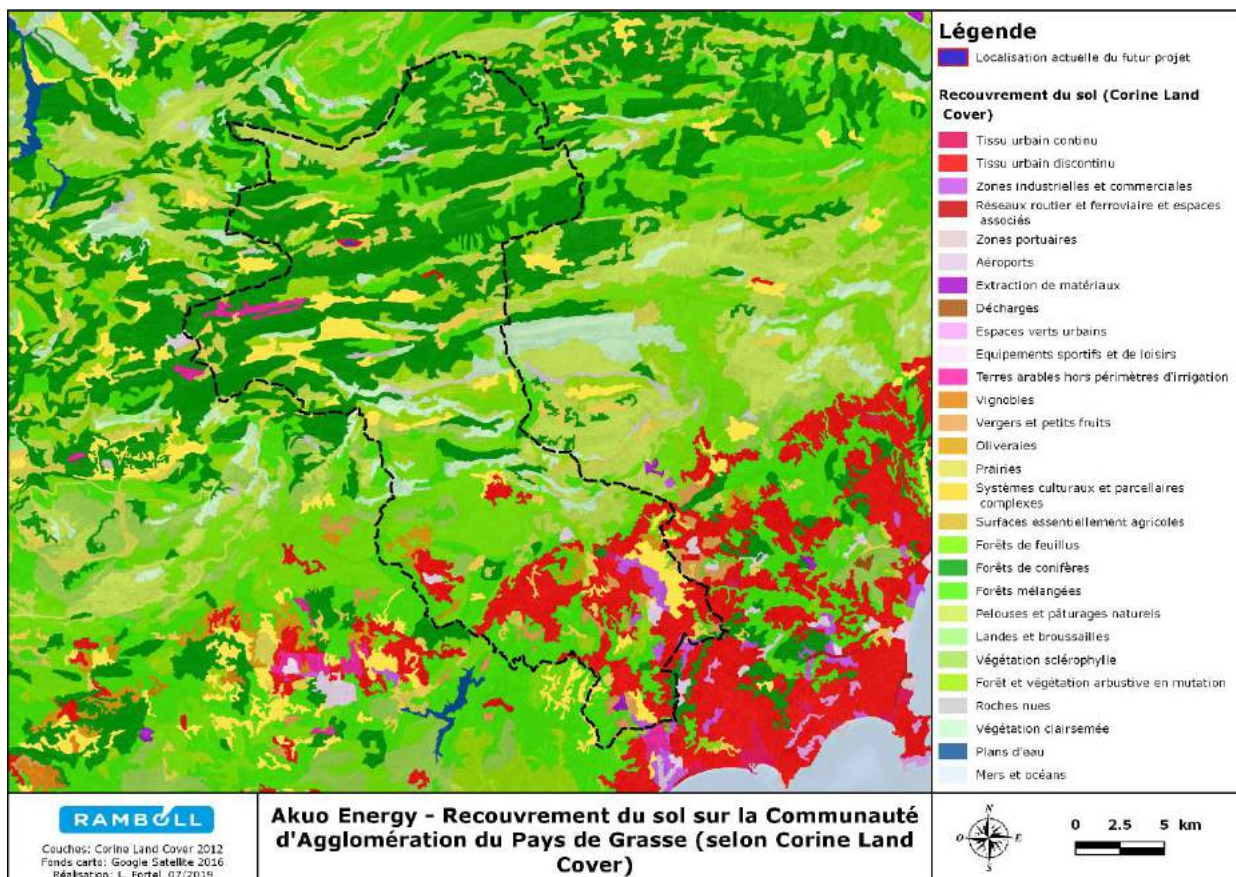 Légende
Localisation actuelle du futur projet
Recouvrement du sol (Corine Land
Cover)
Tissu urbain continu
Tissu urbain discontinu
Zones industrielles et commerciales
Réseaux routier et ferroviaire et espaces
associés
Zones portuaires
Aéroports
Extraction de matériaux
Décharges
Espaces verts urbains
Equipements sportifs et de loisirs
Terres arables hors périmètres d'irrigation
Vignobles
Vergers et petits fruits
Oliveraies
Prairies
Systèmes culturaux et parcellaires
complexes
Surfaces essentiellement agricoles
Forêts de feuillus
Forêts de conifères
Forêts mélangées
Pelouses et pâturages naturels
Landes et broussailles
Végétation sclérophylle
Forêt et végétation arbustive en mutation
Roches nues
Végétation clairsemée
Plans d'eau
Mers et océans
RAMBOLL
Couches: Corine Land Cover 2012
Fonds carto: Google Satellite 2016
Réalisation: L. Fortel, 07/2019
Akuo Energy - Recouvrement du sol sur la Communauté
d'Agglomération du Pays de Grasse (selon Corine Land
Cover)
N
O E
S
0 2.5 5 km